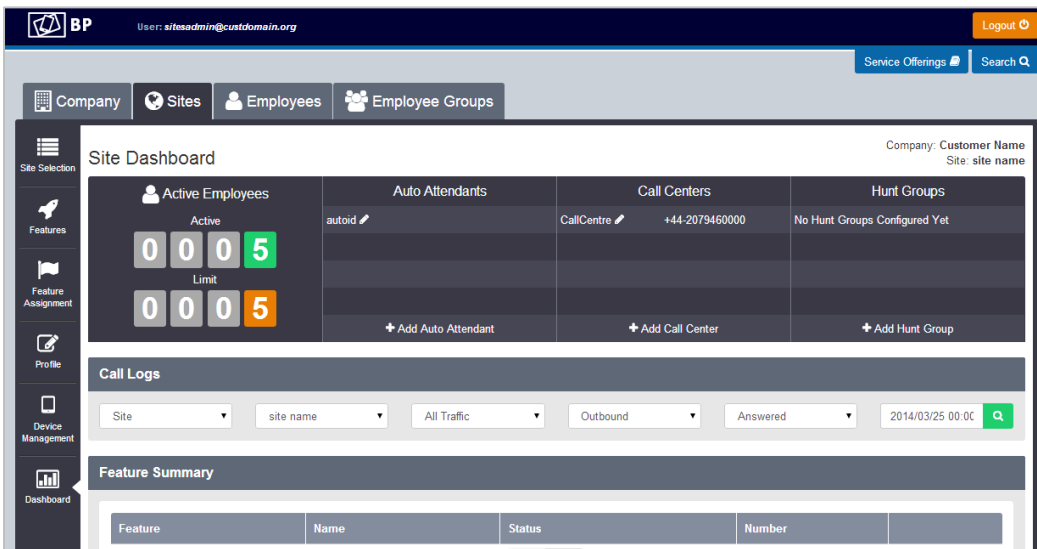 BP User: sitesadmin@custdomain.org Logout
Service Offerings Search
Company Sites Employees Employee Groups
Site Selection
Features
Feature
Assignment
Profile
Device
Management
Dashboard
Site Dashboard
Company: Customer Name
Site: site name
Active Employees Auto Attendants Call Centers Hunt Groups
Active autoid CallCentre +44-2079460000 No Hunt Groups Configured Yet
0 0 0 5
Limit
0 0 0 5
Add Auto Attendant Add Call Center Add Hunt Group
Call Logs
Site site name All Traffic Outbound Answered 2014/03/25 00:00
Feature Summary
Feature Name Status Number